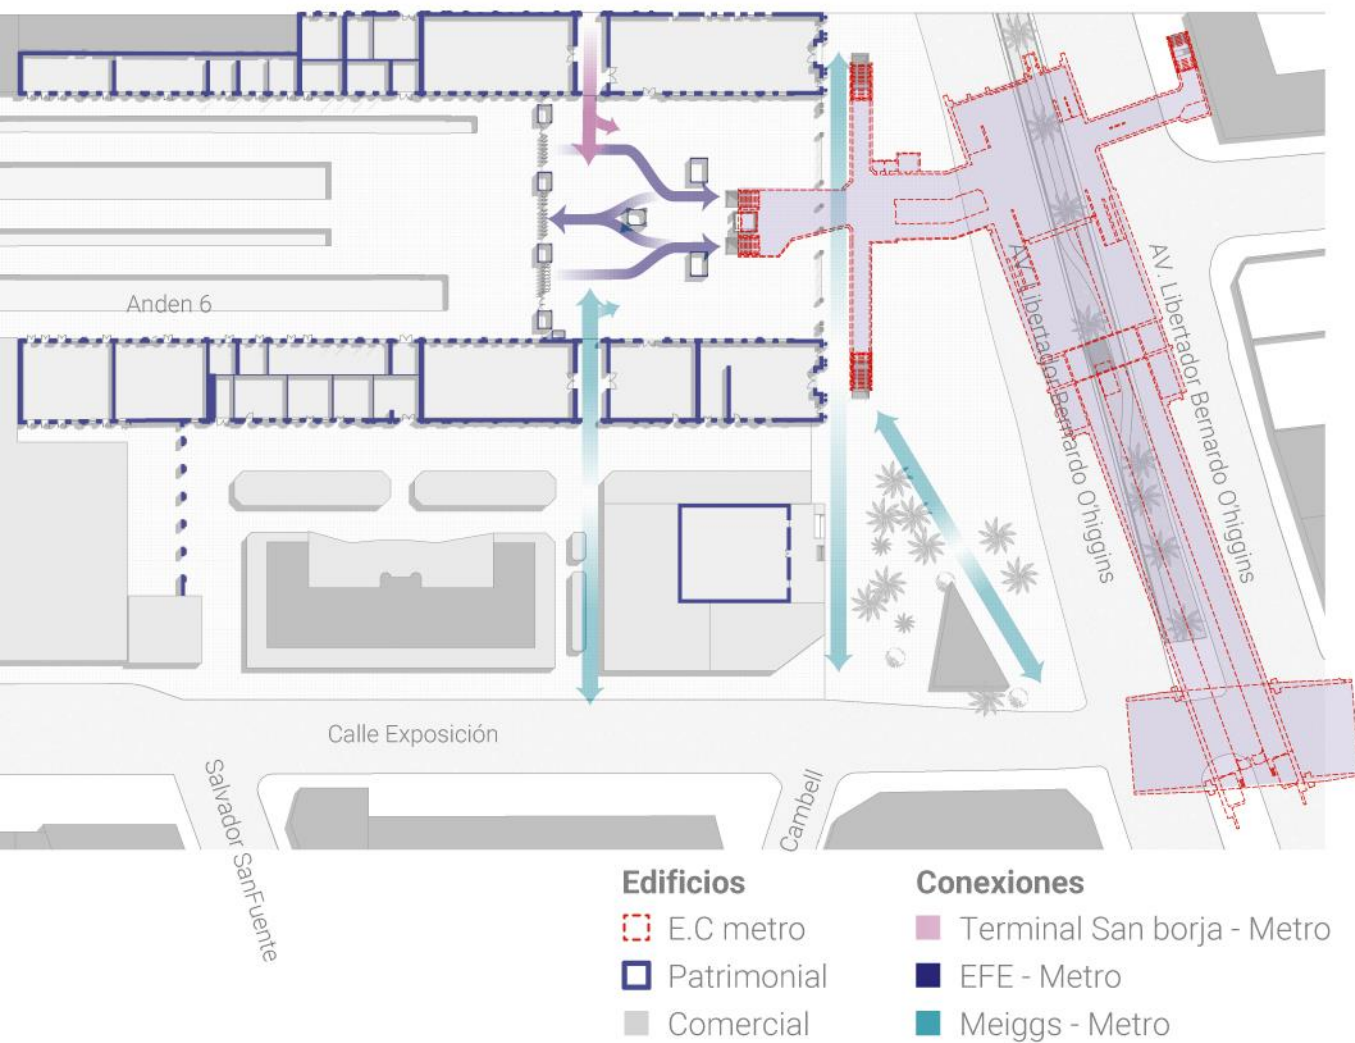 Anden 6
AV. Libertador Bernardo O'higgins
AV. Libertador Bernardo O'higgins
Calle Exposición
Salvador SanFuente
Cambell
Edificios
E.C metro
Patrimonial
Comercial
Conexiones
Terminal San borja - Metro
EFE - Metro
Meiggs - Metro